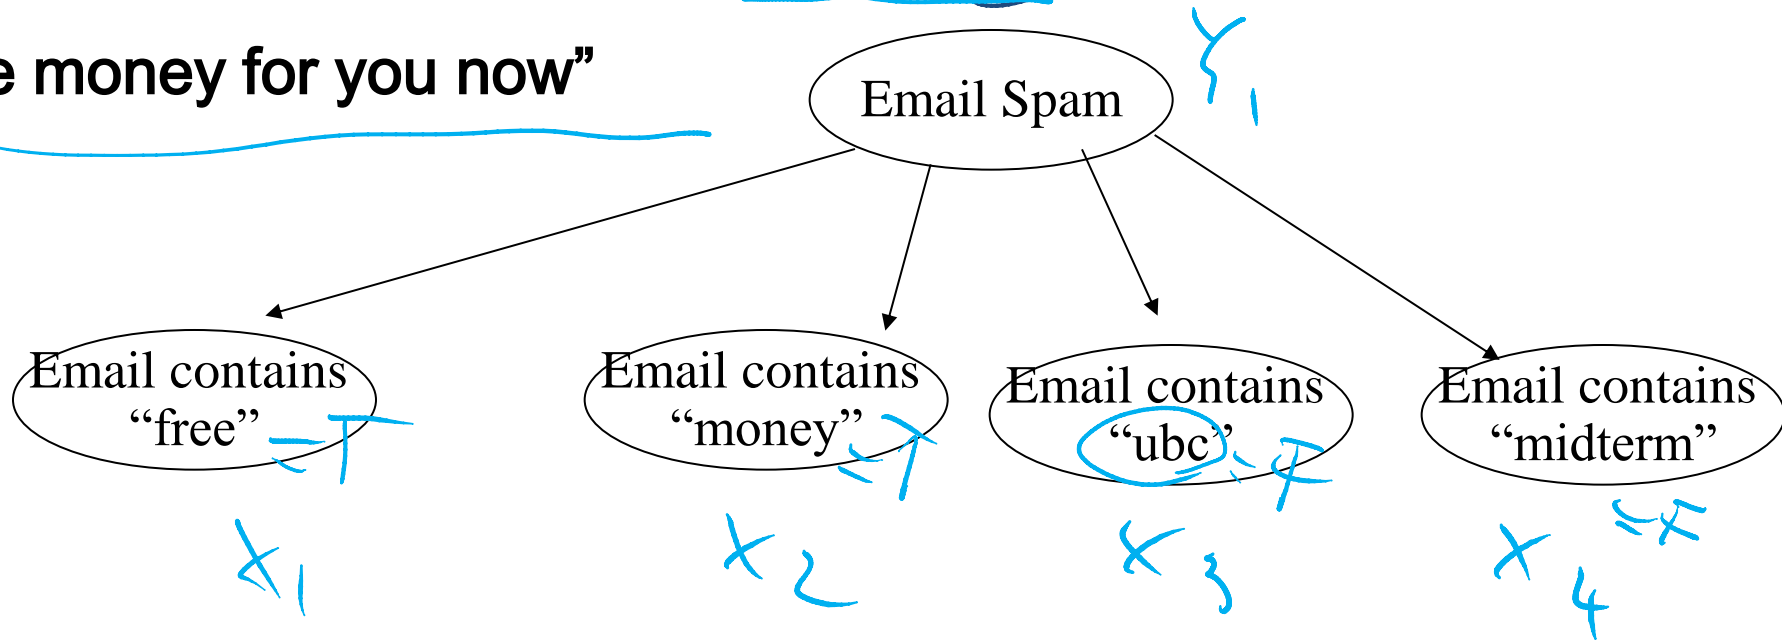 e money for you now”
Email Spam
Y1
Email contains
“free” =T
Email contains
“money” =T
Email contains
“ubc” =F
Email contains
“midterm”
=F
X1
X2
X3
X4